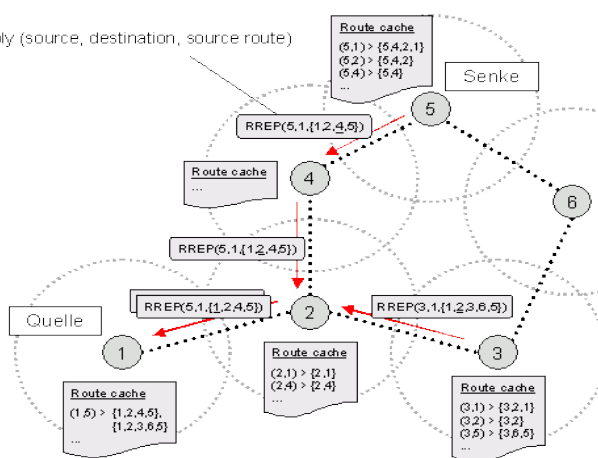 (source, destination, source route)
Route cache
(5,1) > {5,4,2,1}
(5,2) > {5,4,2}
(5,4) > {5,4}
...
Senke
5
RREP(5,1,{1,2,4,5})
4
Route cache
...
6
RREP(5,1,{1,2,4,5})
RREP(5,1,{1,2,4,5})
RREP(3,1,{1,2,3,6,5})
Quelle
1
2
3
Route cache
(2,1) > {2,1}
(2,4) > {2,4}
...
Route cache
(1,5) > {1,2,4,5},
{1,2,3,6,5}
...
Route cache
(3,1) > {3,2,1}
(3,2) > {3,2}
(3,5) > {3,6,5}
...